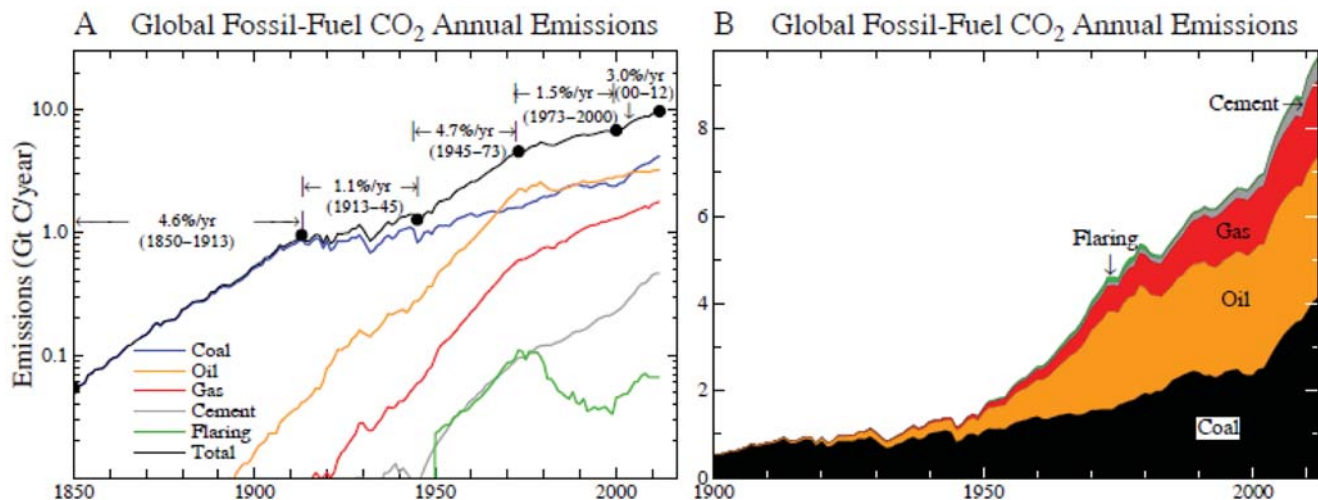 A Global Fossil-Fuel CO₂ Annual Emissions
10.0
1.0
0.1
Emissions (Gt C/year)
4.6%/yr
(1850–1913)
1.1%/yr
(1913–45)
4.7%/yr
(1945–73)
1.5%/yr
(1973–2000)
3.0%/yr
(00–12)
Coal
Oil
Gas
Cement
Flaring
Total
1850 1900 1950 2000
B Global Fossil-Fuel CO₂ Annual Emissions
8
6
4
2
0
Cement
Flaring
Gas
Oil
Coal
1900 1950 2000